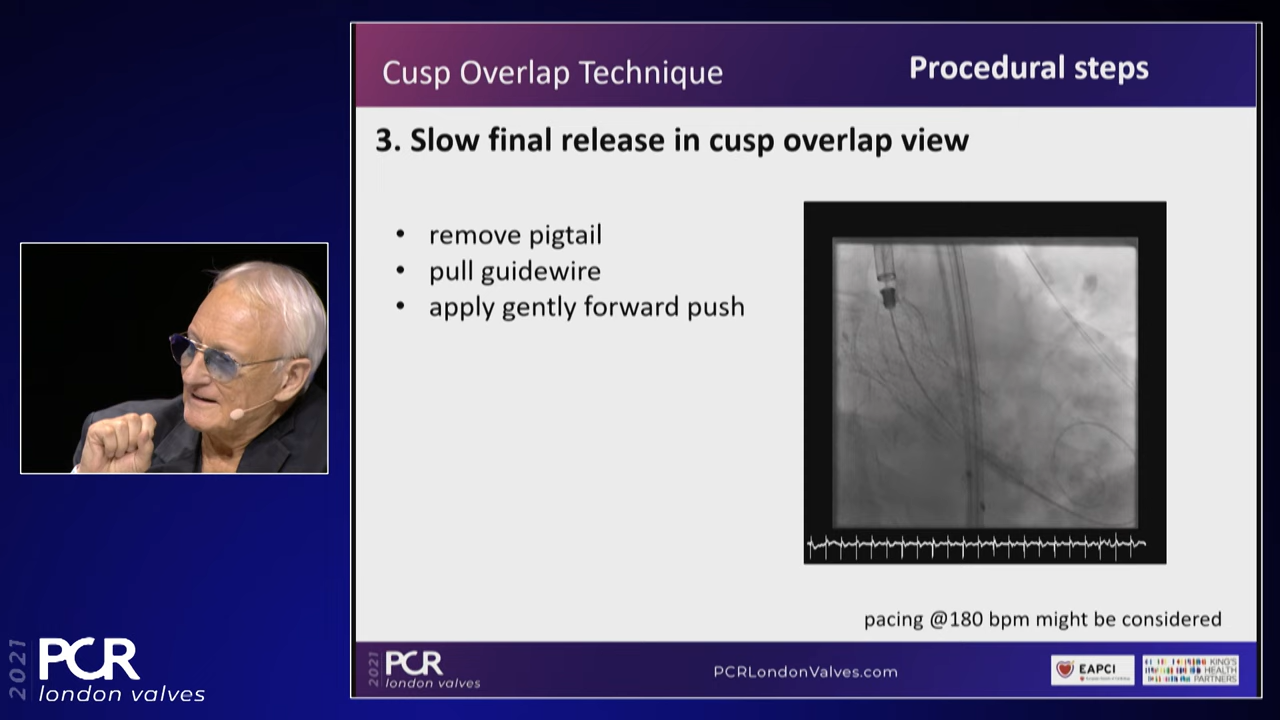 Cusp Overlap Technique
Procedural steps
3. Slow final release in cusp overlap view
• remove pigtail
• pull guidewire
• apply gently forward push
pacing @180 bpm might be considered
2021
PCR
london valves
2021
PCR
london valves
PCRLondonValves.com
EAPCI
KING'S
HEALTH
PARTNERS